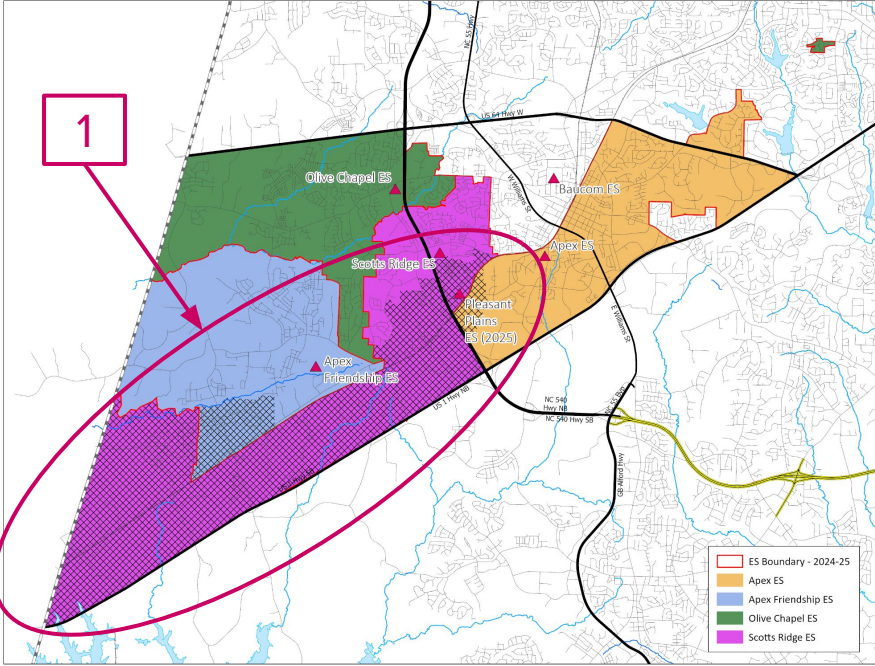 NC 55 Hwy
US 64 Hwy W
1
Olive Chapel ES
Baucom ES
W Williams St
Apex ES
Scotts Ridge ES
Pleasant
Plains
ES (2025)
E Williams St
Apex
Friendship ES
US 1 Hwy NB
NC 540
Hwy NB
NC 540 Hwy SB
GB Alford Hwy
ES Boundary - 2024-25
Apex ES
Apex Friendship ES
Olive Chapel ES
Scotts Ridge ES